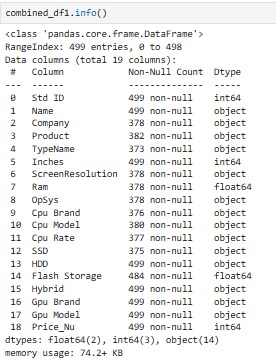 combined_df1.info()
<class 'pandas.core.frame.DataFrame'>
RangeIndex: 499 entries, 0 to 498
Data columns (total 19 columns):
 #   Column            Non-Null Count  Dtype
---  ------            --------------  -----
 0   Std ID            499 non-null    int64
 1   Name              499 non-null    object
 2   Company           378 non-null    object
 3   Product           382 non-null    object
 4   TypeName          373 non-null    object
 5   Inches            499 non-null    int64
 6   ScreenResolution  378 non-null    object
 7   Ram               378 non-null    float64
 8   OpSys             378 non-null    object
 9   Cpu Brand         376 non-null    object
 10  Cpu Model         380 non-null    object
 11  Cpu Rate          377 non-null    object
 12  SSD               375 non-null    object
 13  HDD               499 non-null    object
 14  Flash Storage     484 non-null    float64
 15  Hybrid            499 non-null    object
 16  Gpu Brand         499 non-null    object
 17  Gpu Model         499 non-null    object
 18  Price_Nu          499 non-null    int64
dtypes: float64(2), int64(3), object(14)
memory usage: 74.2+ KB